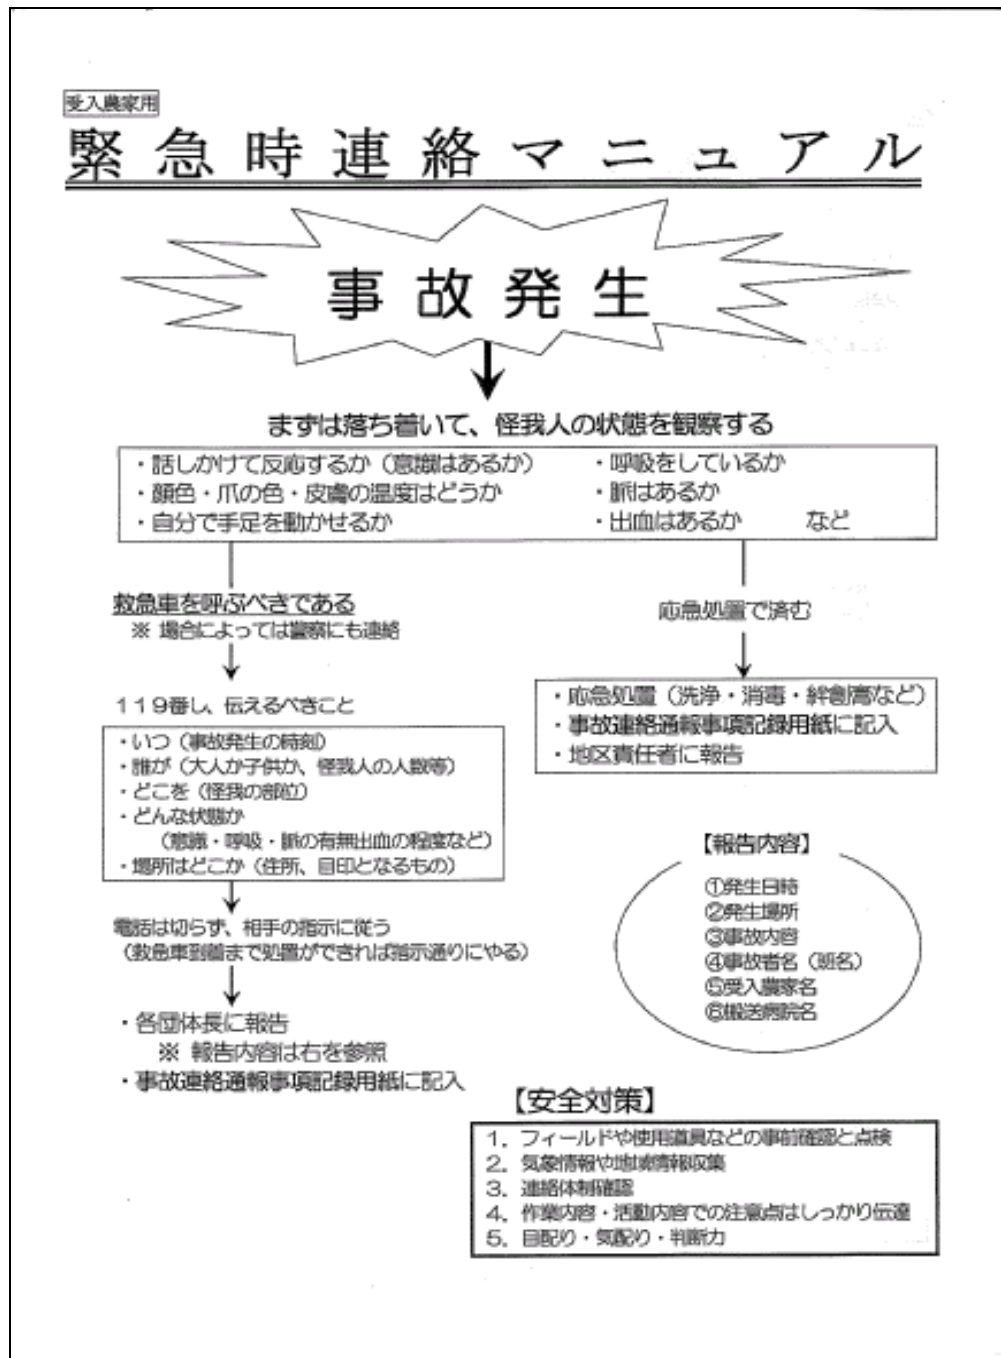 受入農家用
緊急時連絡マニュアル
事故発生
まずは落ち着いて、怪我人の状態を観察する
・話しかけて反応するか(意識はあるか)
・顔色・爪の色・皮膚の温度はどうか
・自分で手足を動かせるか
・呼吸をしているか
・脈はあるか
・出血はあるか など
救急車を呼ぶべきである
※ 場合によっては警察にも連絡
119番し、伝えるべきこと
・いつ(事故発生の時刻)
・誰が(大人か子供か、怪我人の人数等)
・どこを(怪我の部位)
・どんな状態か
(意識・呼吸・脈の有無出血の程度など)
・場所はどこか(住所、目印となるもの)
電話は切らず、相手の指示に従う
(救急車到着まで処置ができれば指示通りにやる)
・各団体長に報告
※ 報告内容は右を参照
・事故連絡通報事項記録用紙に記入
応急処置で済む
・応急処置(洗浄・消毒・絆創膏など)
・事故連絡通報事項記録用紙に記入
・地区責任者に報告
【報告内容】
①発生日時
②発生場所
③事故内容
④事故者名(班名)
⑤受入農家名
⑥搬送病院名
【安全対策】
1.フィールドや使用道具などの事前確認と点検
2.気象情報や地域情報収集
3.連絡体制確認
4.作業内容・活動内容での注意点はしっかり伝達
5.目配り・気配り・判断力